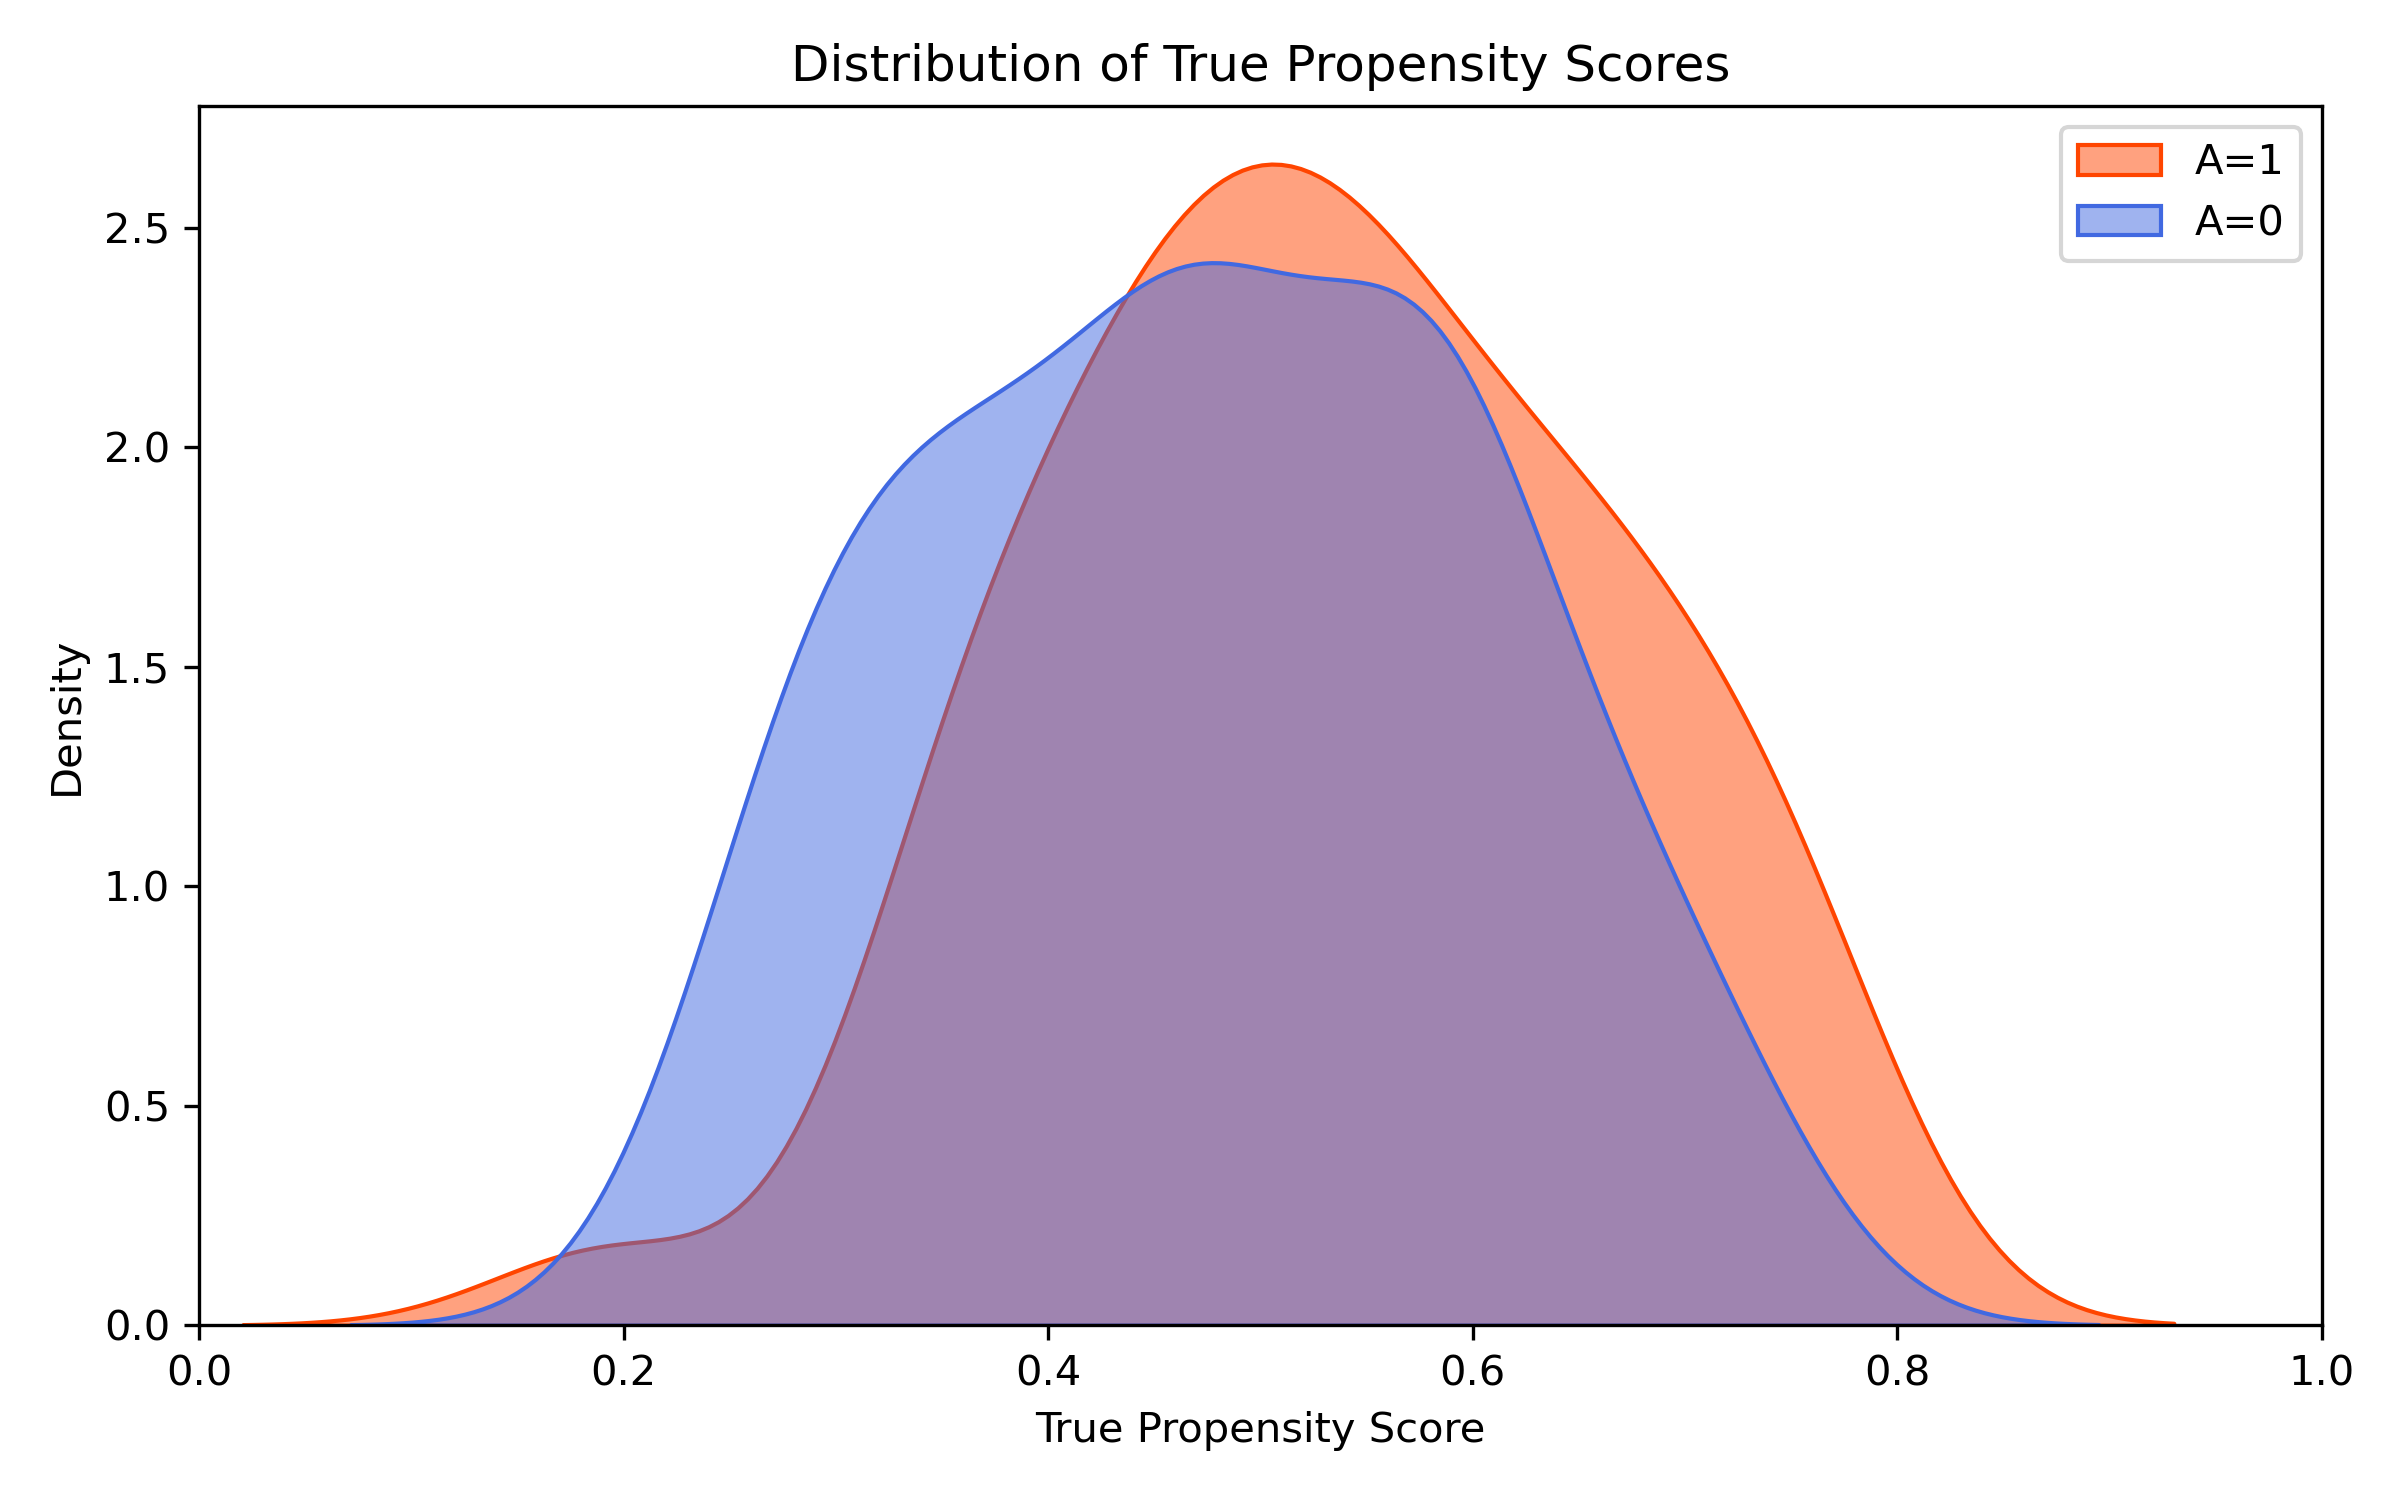 Distribution of True Propensity Scores
A=1
A=0
Density
2.5
2.0
1.5
1.0
0.5
0.0
0.0 0.2 0.4 0.6 0.8 1.0
True Propensity Score